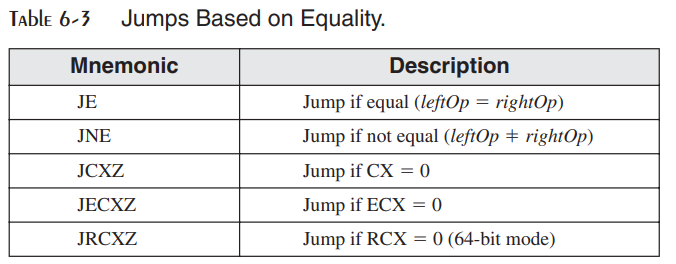 TABLE 6-3 Jumps Based on Equality.
Mnemonic Description
JE Jump if equal (leftOp = rightOp)
JNE Jump if not equal (leftOp ≠ rightOp)
JCXZ Jump if CX = 0
JECXZ Jump if ECX = 0
JRCXZ Jump if RCX = 0 (64-bit mode)